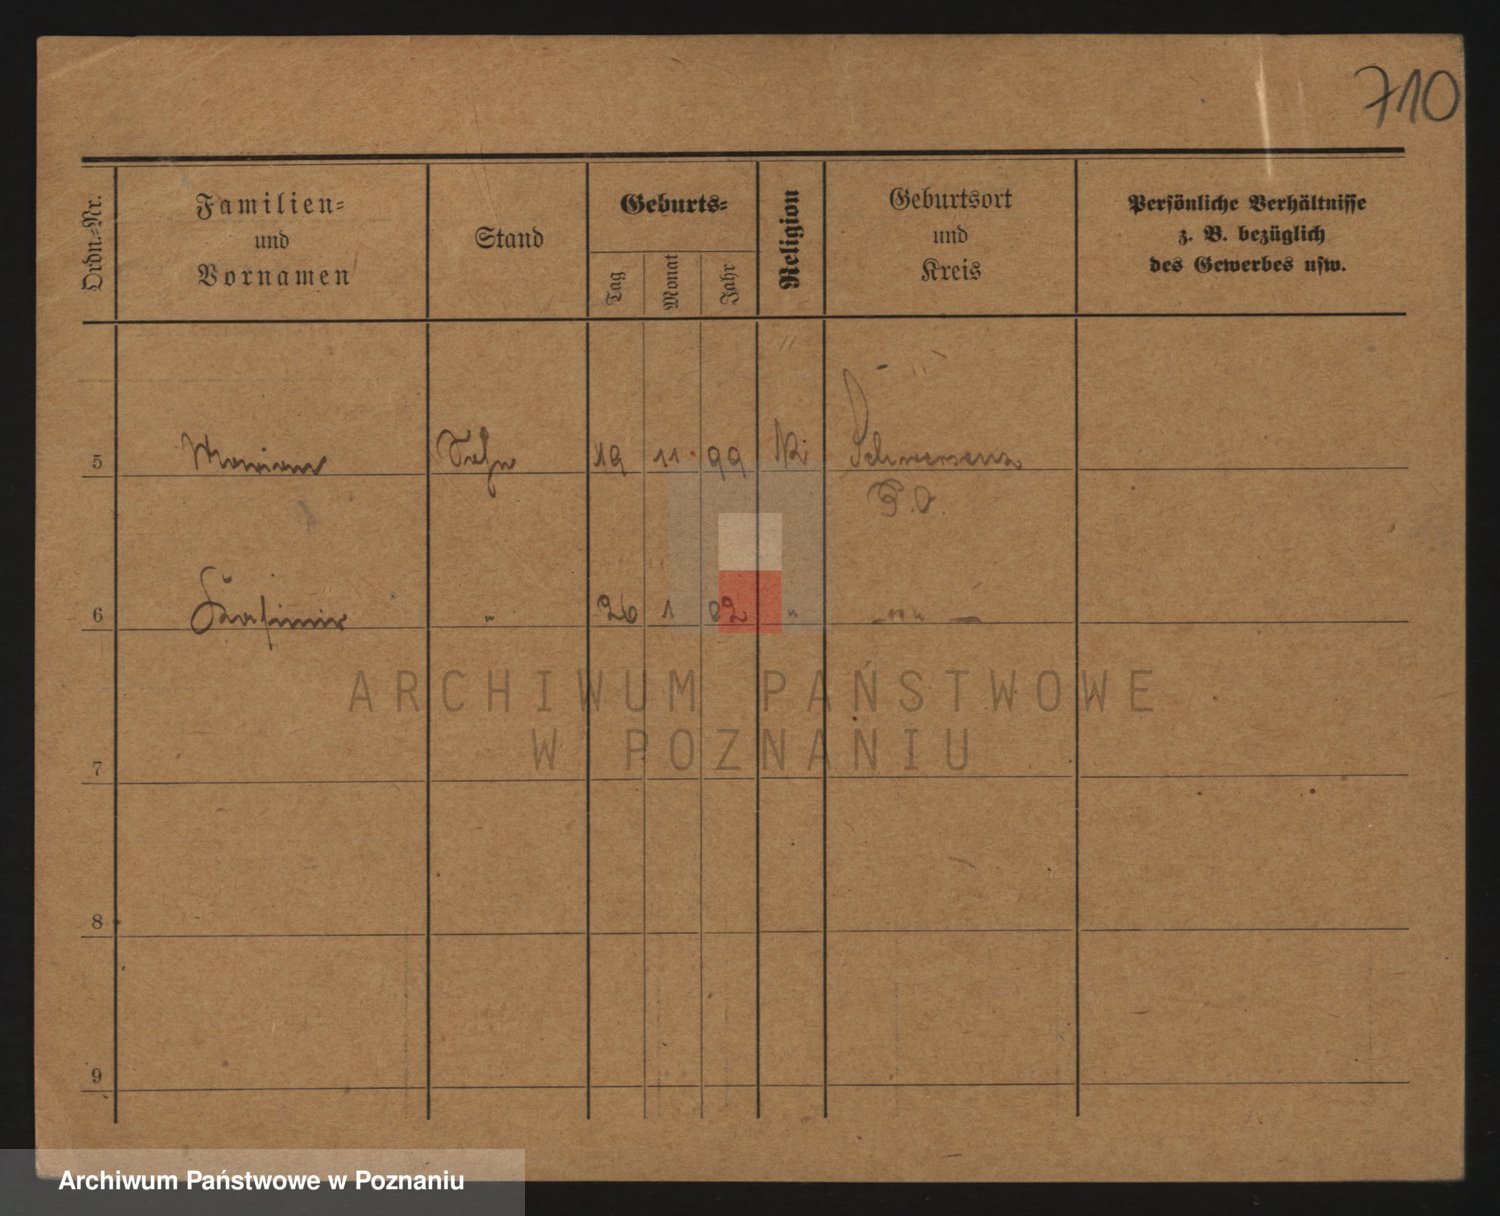 710
Ordn.-Nr.
Familien-
und
Vornamen
Stand
Geburts-
Tag
Monat
Jahr
Religion
Geburtsort
und
Kreis
Persönliche Verhältnisse
z. B. bezüglich
des Gewerbes usw.
5 Marian Sohn 19 11 99 K Schwersenz
P.O.
6 Kasimir " 26 1 02 " — " —
ARCHIWUM PAŃSTWOWE
W POZNANIU
7
8
9
Archiwum Państwowe w Poznaniu